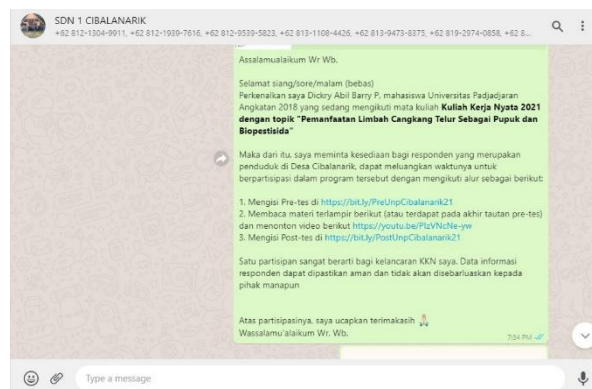 SDN 1 CIBALANARIK
+62 812-1304-9911, +62 812-1939-7616, +62 812-9539-5823, +62 813-1108-4426, +62 813-9473-8375, +62 819-2974-0858, +62 8...
Assalamualaikum Wr Wb.
Selamat siang/sore/malam (bebas)
Perkenalkan saya Dickry Abil Barry P, mahasiswa Universitas Padjadjaran
Angkatan 2018 yang sedang mengikuti mata kuliah Kuliah Kerja Nyata 2021
dengan topik "Pemanfaatan Limbah Cangkang Telur Sebagai Pupuk dan
Biopestisida"
Maka dari itu, saya meminta kesediaan bagi responden yang merupakan
penduduk di Desa Cibalanarik, dapat meluangkan waktunya untuk
berpartisipasi dalam program tersebut dengan mengikuti alur sebagai berikut:
1. Mengisi Pre-tes di https://bit.ly/PreUnpCibalanarik21
2. Membaca materi terlampir berikut (atau terdapat pada akhir tautan pre-tes)
dan menonton video berikut https://youtu.be/PlzVNcNe-yw
3. Mengisi Post-tes di https://bit.ly/PostUnpCibalanarik21
Satu partisipan sangat berarti bagi kelancaran KKN saya. Data informasi
responden dapat dipastikan aman dan tidak akan disebarluaskan kepada
pihak manapun
Atas partisipasinya, saya ucapkan terimakasih 🙏
Wassalamu'alaikum Wr. Wb.
7:34 PM
Type a message